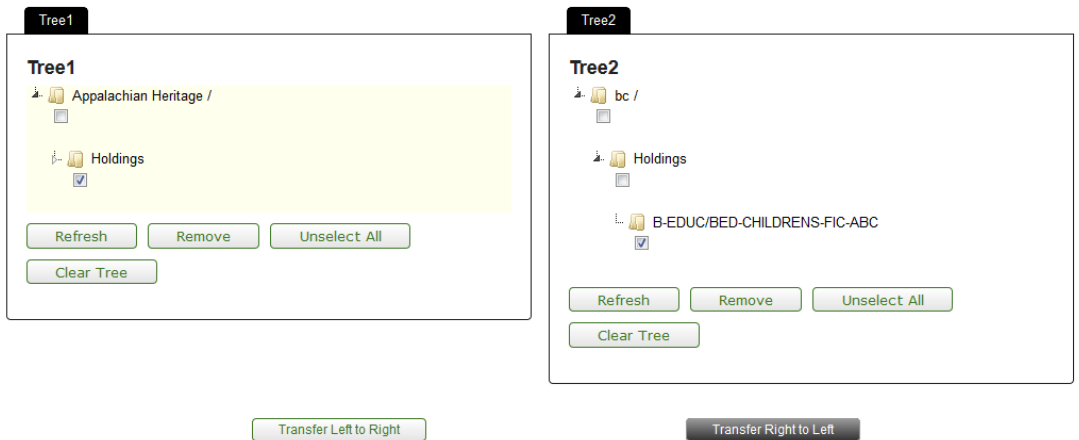 Tree1
Tree1
Appalachian Heritage /
Holdings
Refresh Remove Unselect All
Clear Tree
Tree2
Tree2
bc /
Holdings
B-EDUC/BED-CHILDRENS-FIC-ABC
Refresh Remove Unselect All
Clear Tree
Transfer Left to Right Transfer Right to Left